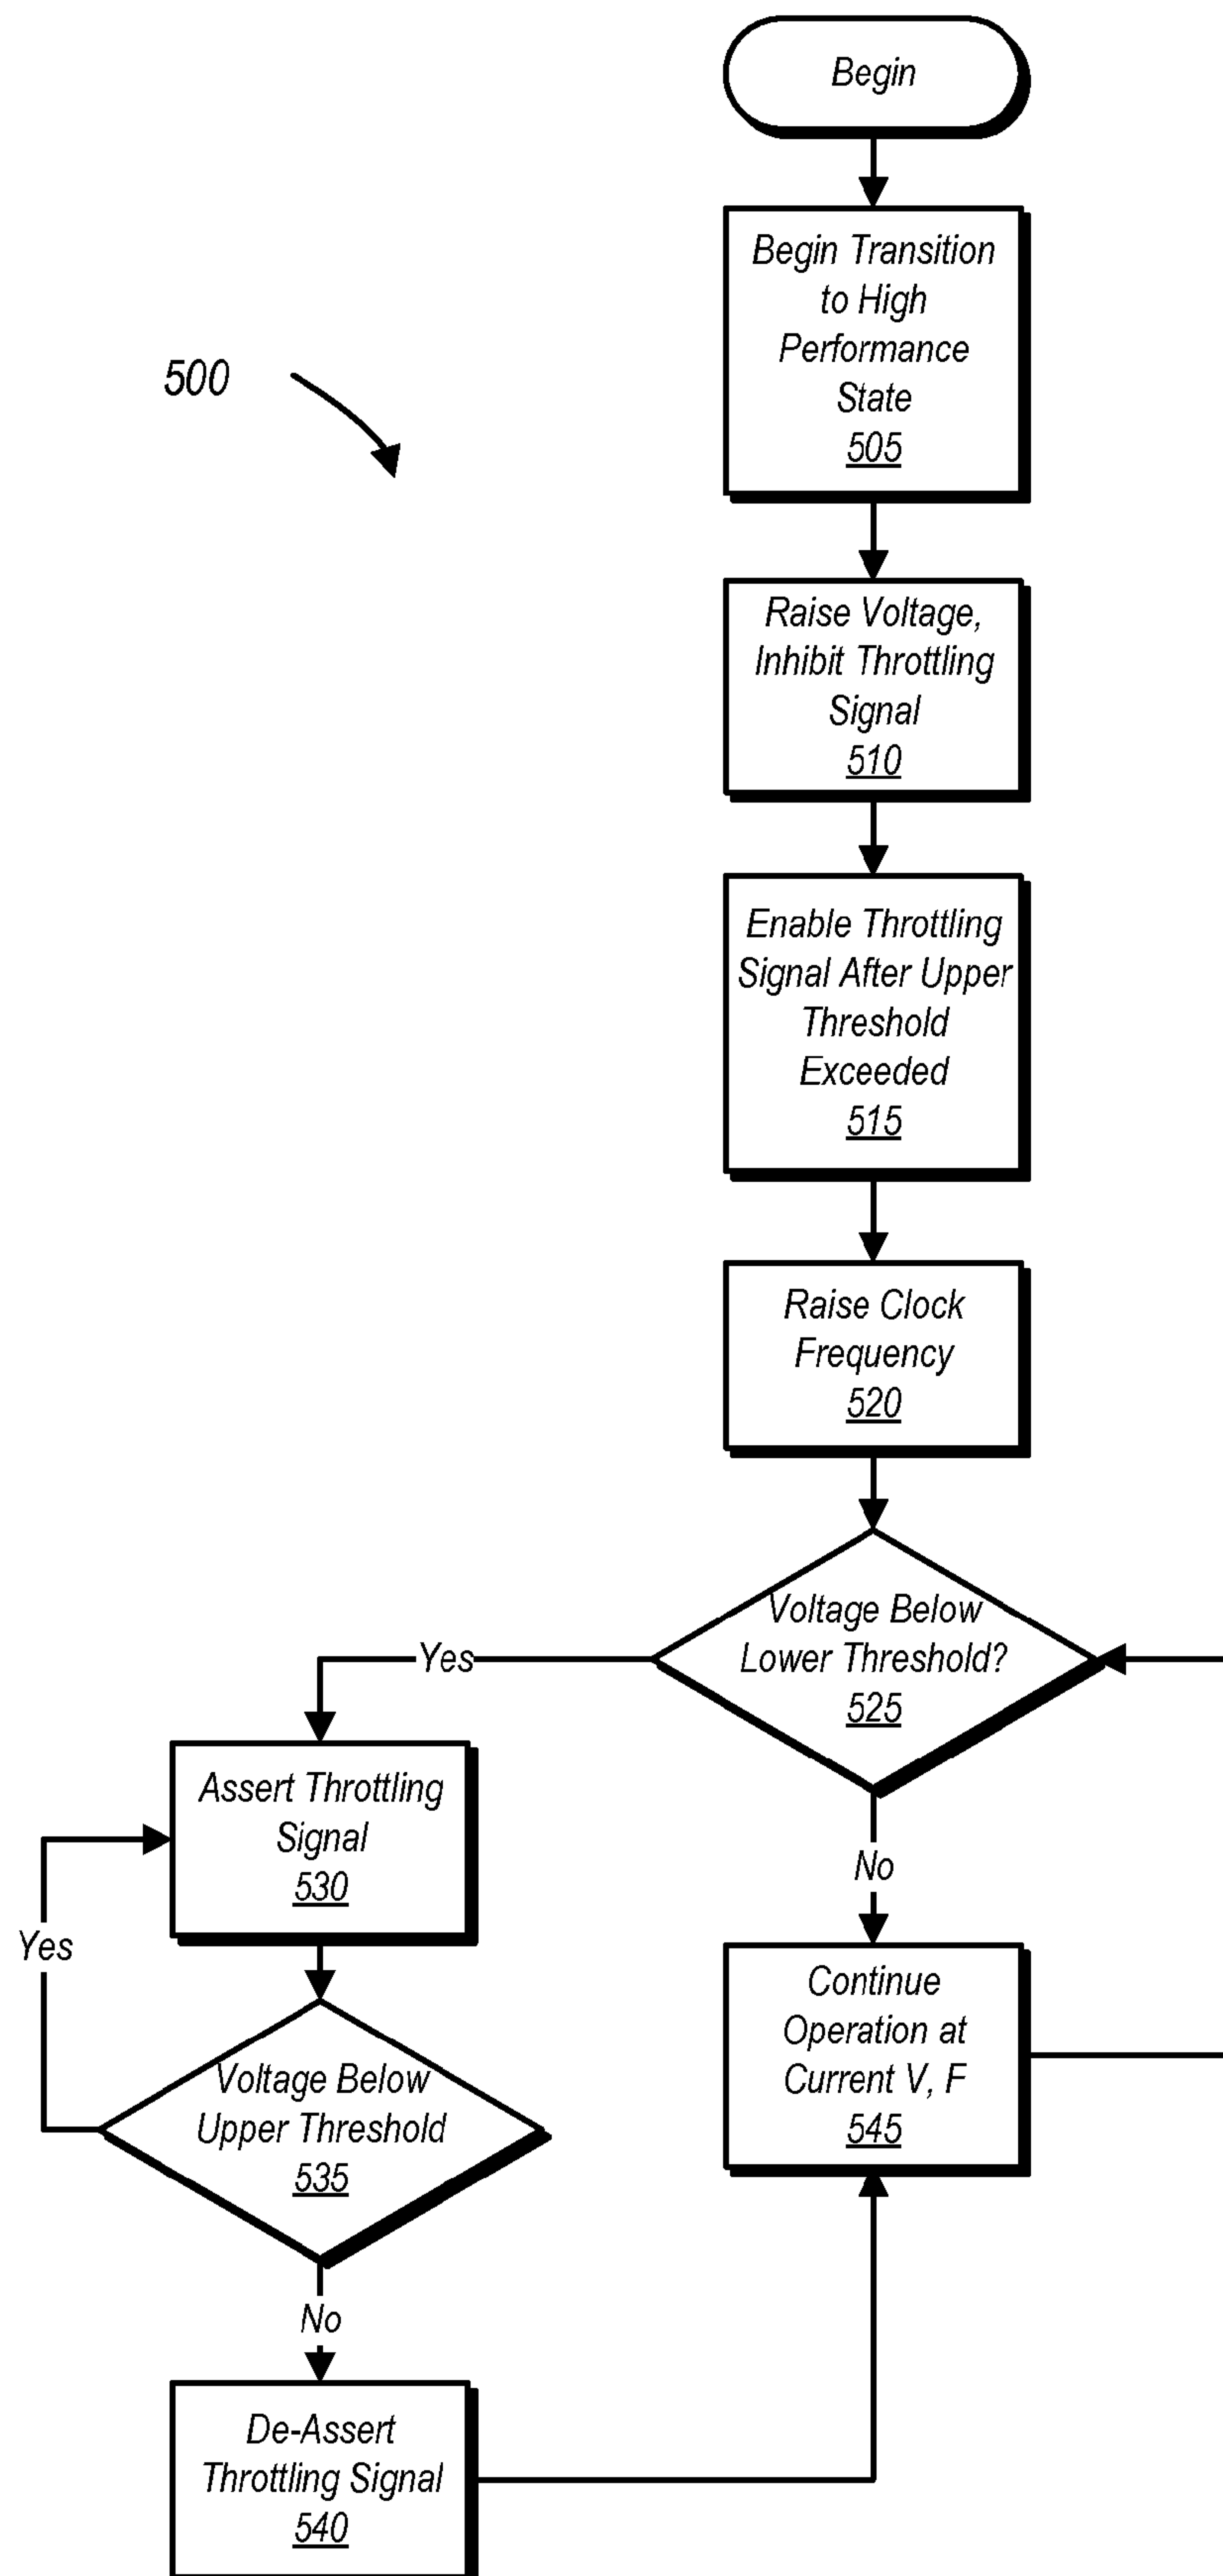 Begin
Begin Transition
to High
Performance
State
505
500
Raise Voltage,
Inhibit Throttling
Signal
510
Enable Throttling
Signal After Upper
Threshold
Exceeded
515
Raise Clock
Frequency
520
Voltage Below
Lower Threshold?
525
Yes
Assert Throttling
Signal
530
No
Yes
Continue
Operation at
Current V, F
545
Voltage Below
Upper Threshold
535
No
De-Assert
Throttling Signal
540